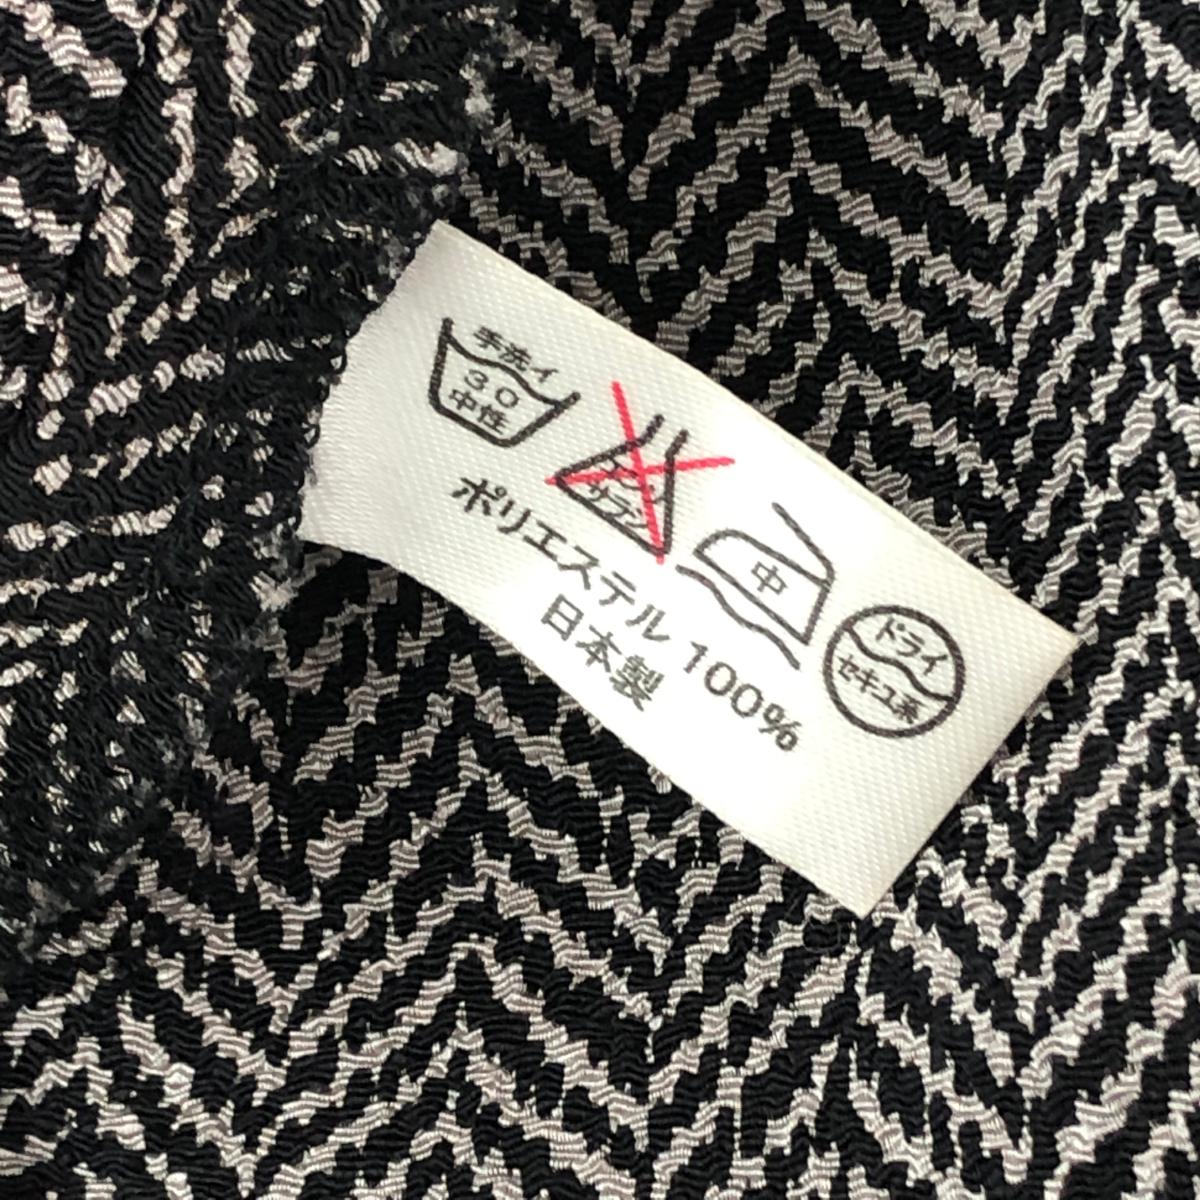 手洗イ
30
中性
エンソ
サラシ
中
ドライ
セキユ系
ポリエステル 100%
日本製